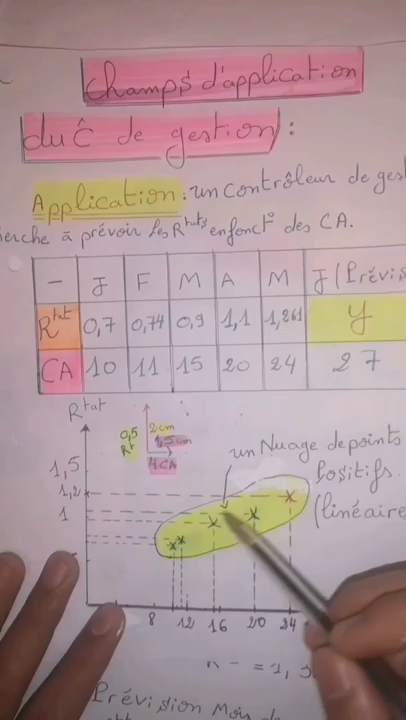 Champs d'application
du Ĉ de gestion :
Application : un contrôleur de ges
herche à prévoir les Rtats en fonct° des CA.
- J F M A M J (Prévis
Rtat 0,7 0,74 0,9 1,1 1,261 Y
CA 10 11 15 20 24 27
Rtat
0,5 2cm
Rt 1,5cm
4CA
un Nuage de points
positifs
(linéaire
1,5
1,2
1
8 12 16 20 24
Prévision Mois de